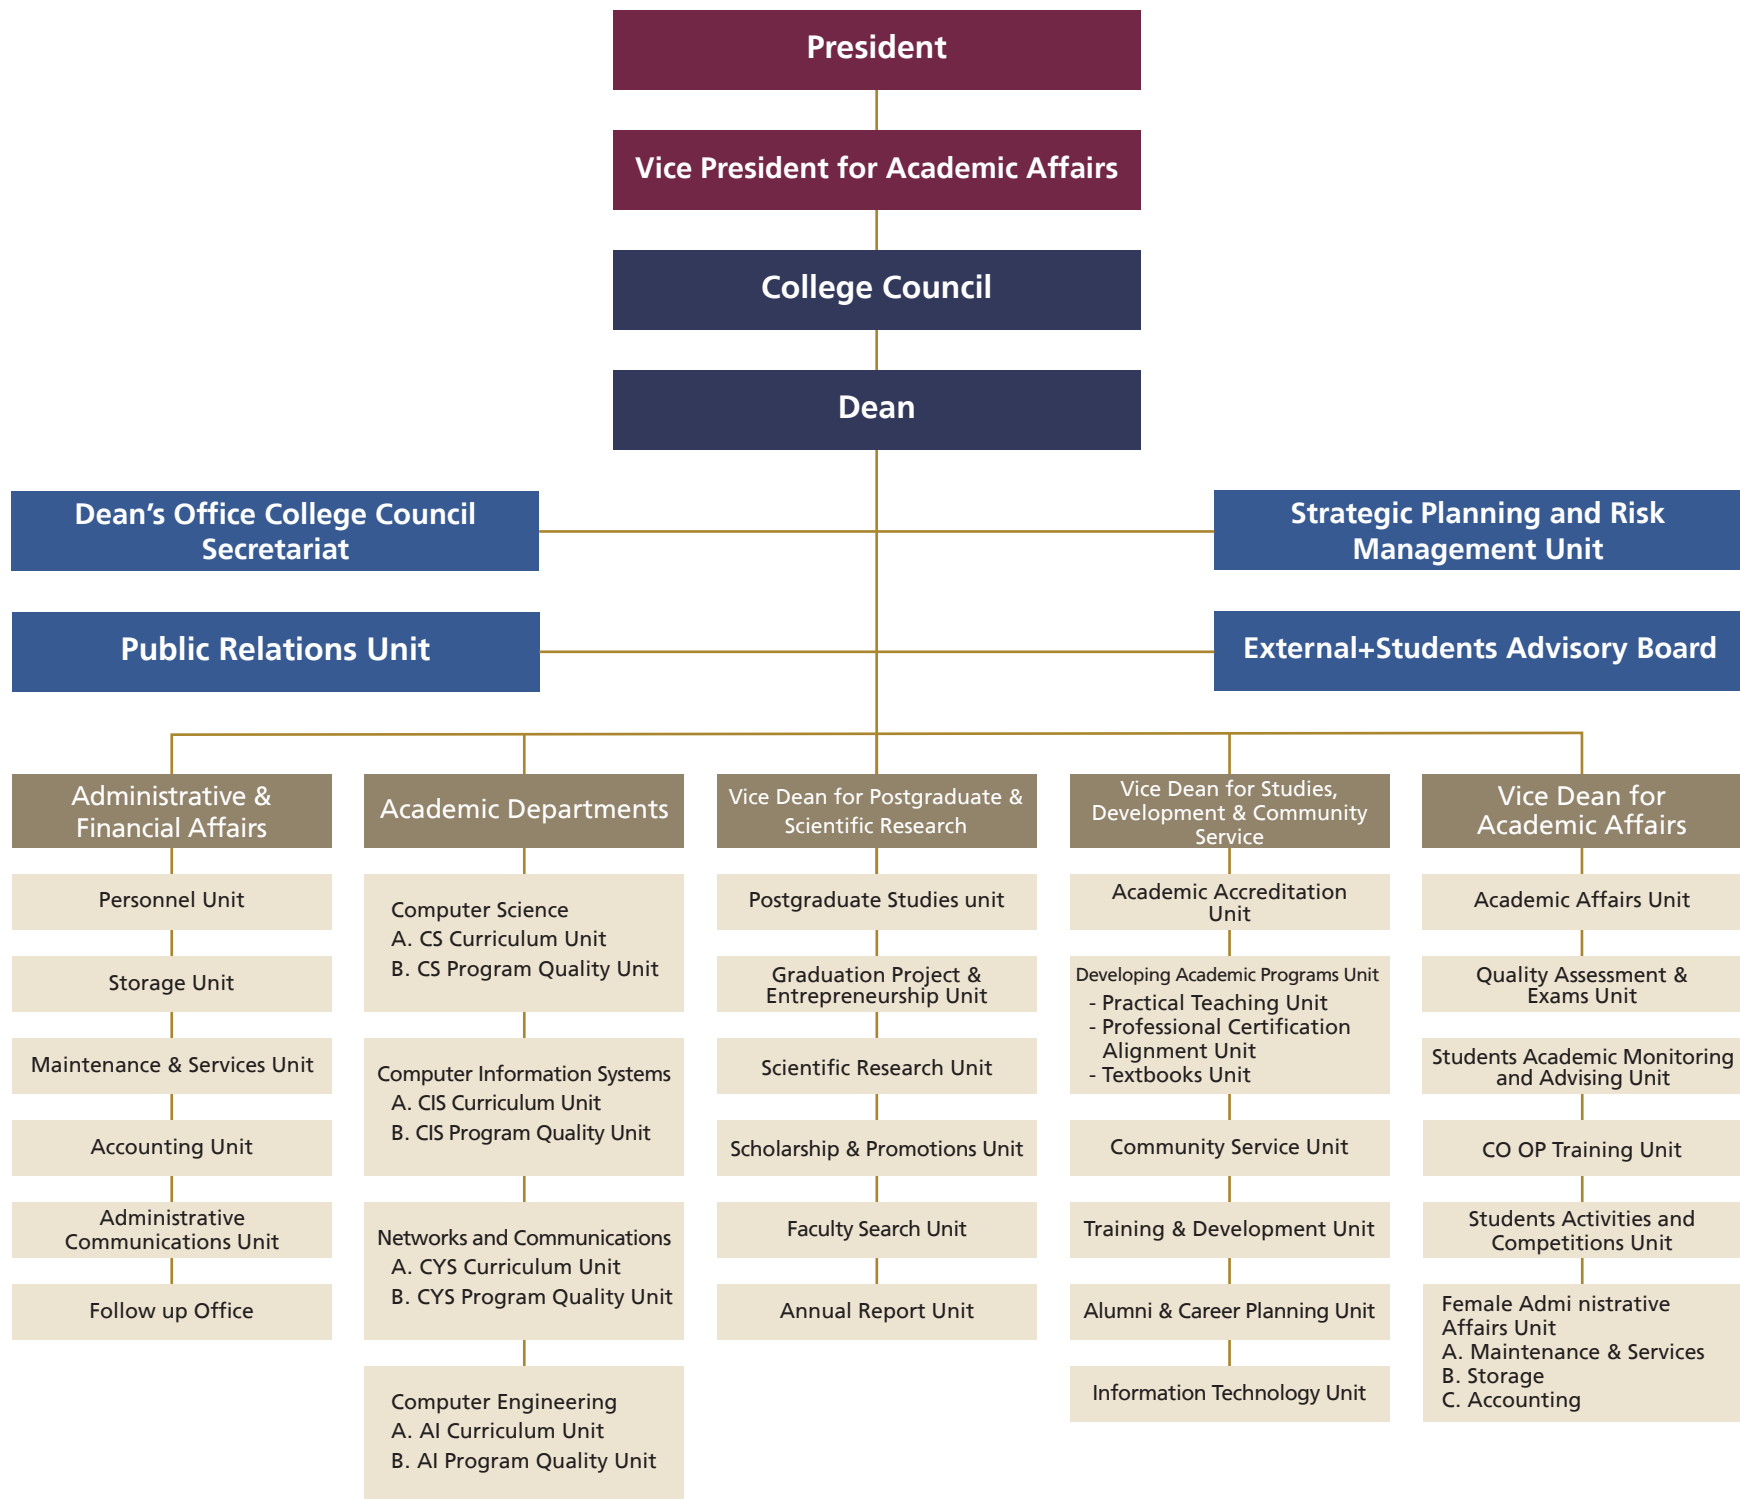 President
Vice President for Academic Affairs
College Council
Dean
Dean’s Office College Council
Secretariat
Strategic Planning and Risk
Management Unit
Public Relations Unit
External+Students Advisory Board
Administrative &
Financial Affairs
Personnel Unit
Storage Unit
Maintenance & Services Unit
Accounting Unit
Administrative
Communications Unit
Follow up Office
Academic Departments
Computer Science
A. CS Curriculum Unit
B. CS Program Quality Unit
Computer Information Systems
A. CIS Curriculum Unit
B. CIS Program Quality Unit
Networks and Communications
A. CYS Curriculum Unit
B. CYS Program Quality Unit
Computer Engineering
A. AI Curriculum Unit
B. AI Program Quality Unit
Vice Dean for Postgraduate &
Scientific Research
Postgraduate Studies unit
Graduation Project &
Entrepreneurship Unit
Scientific Research Unit
Scholarship & Promotions Unit
Faculty Search Unit
Annual Report Unit
Vice Dean for Studies,
Development & Community
Service
Academic Accreditation
Unit
Developing Academic Programs Unit
- Practical Teaching Unit
- Professional Certification
Alignment Unit
- Textbooks Unit
Community Service Unit
Training & Development Unit
Alumni & Career Planning Unit
Information Technology Unit
Vice Dean for
Academic Affairs
Academic Affairs Unit
Quality Assessment &
Exams Unit
Students Academic Monitoring
and Advising Unit
CO OP Training Unit
Students Activities and
Competitions Unit
Female Admi nistrative
Affairs Unit
A. Maintenance & Services
B. Storage
C. Accounting